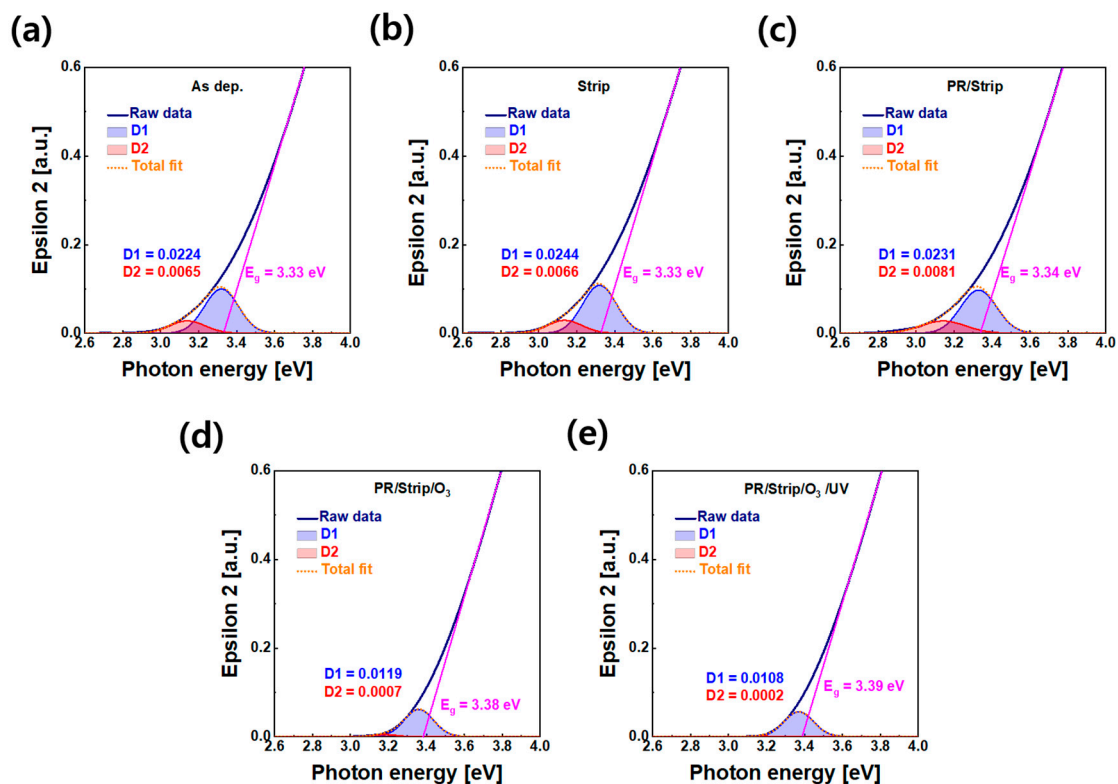 (a)
As dep.
Raw data
D1
D2
Total fit
D1 = 0.0224
D2 = 0.0065
E_g = 3.33 eV
Epsilon 2 [a.u.]
0.6
0.4
0.2
0.0
2.6 2.8 3.0 3.2 3.4 3.6 3.8 4.0
Photon energy [eV]
(b)
Strip
Raw data
D1
D2
Total fit
D1 = 0.0244
D2 = 0.0066
E_g = 3.33 eV
Epsilon 2 [a.u.]
0.6
0.4
0.2
0.0
2.6 2.8 3.0 3.2 3.4 3.6 3.8 4.0
Photon energy [eV]
(c)
PR/Strip
Raw data
D1
D2
Total fit
D1 = 0.0231
D2 = 0.0081
E_g = 3.34 eV
Epsilon 2 [a.u.]
0.6
0.4
0.2
0.0
2.6 2.8 3.0 3.2 3.4 3.6 3.8 4.0
Photon energy [eV]
(d)
PR/Strip/O₃
Raw data
D1
D2
Total fit
D1 = 0.0119
D2 = 0.0007
E_g = 3.38 eV
Epsilon 2 [a.u.]
0.6
0.4
0.2
0.0
2.6 2.8 3.0 3.2 3.4 3.6 3.8 4.0
Photon energy [eV]
(e)
PR/Strip/O₃ /UV
Raw data
D1
D2
Total fit
D1 = 0.0108
D2 = 0.0002
E_g = 3.39 eV
Epsilon 2 [a.u.]
0.6
0.4
0.2
0.0
2.6 2.8 3.0 3.2 3.4 3.6 3.8 4.0
Photon energy [eV]